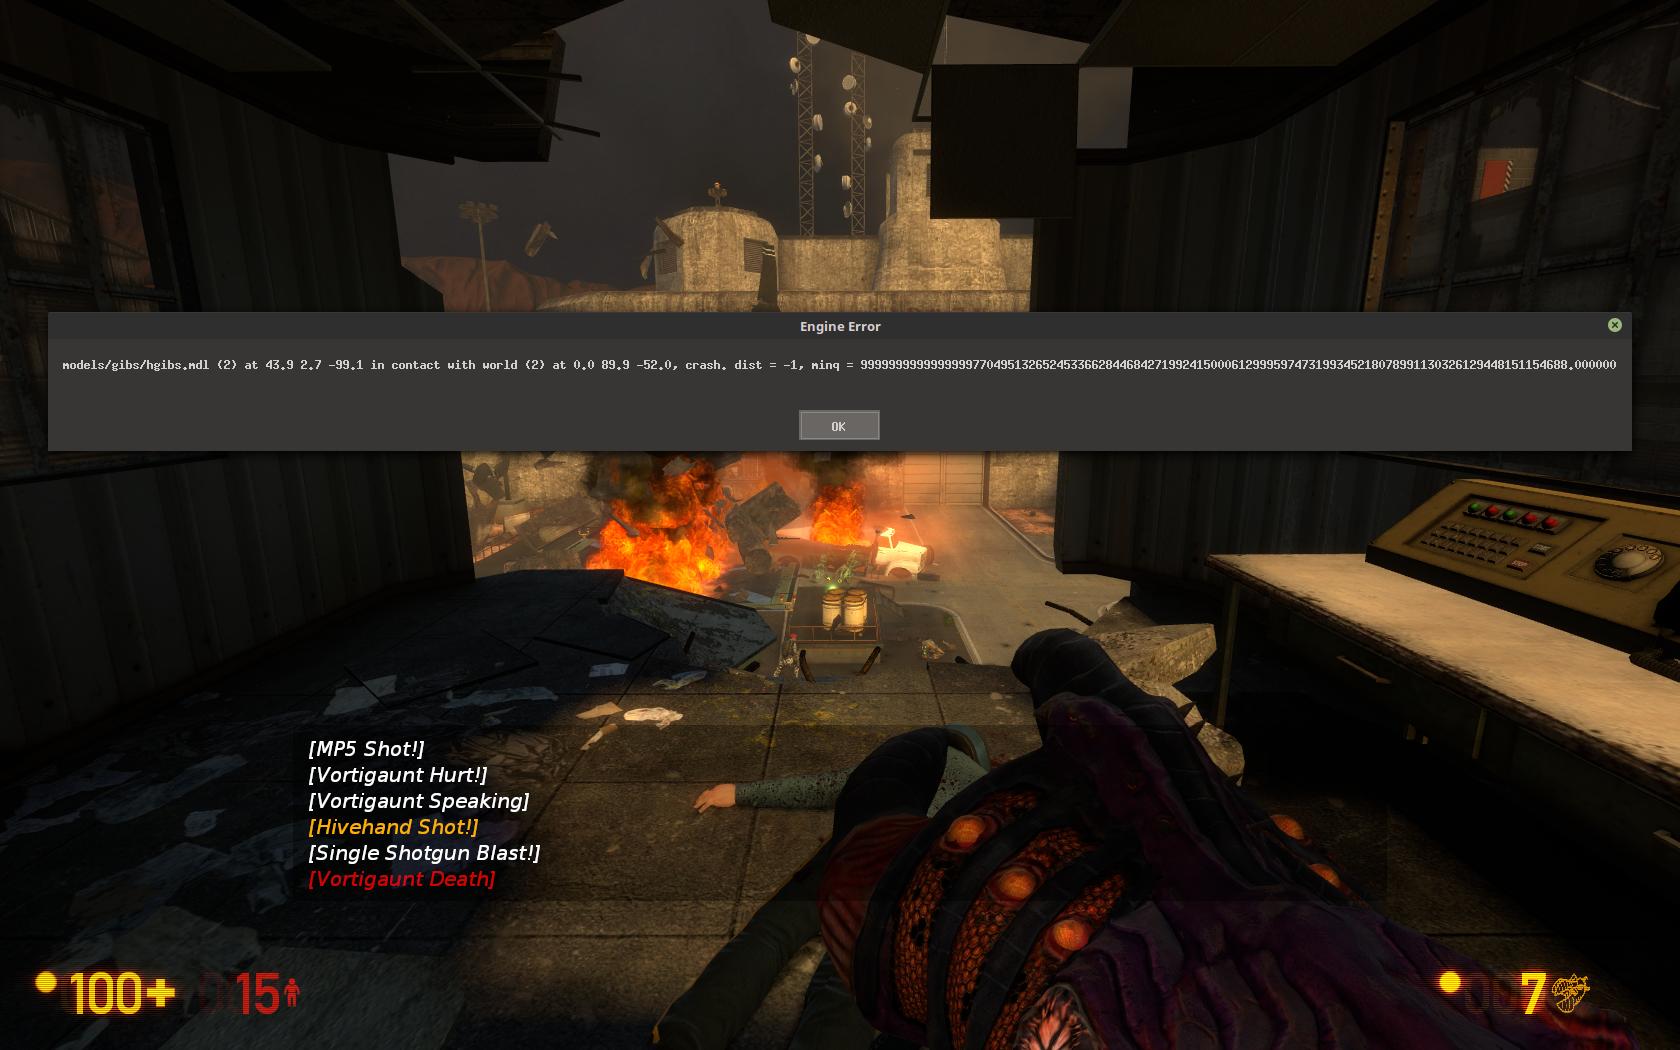 Engine Error
models/gibs/hgibs.mdl (2) at 43.9 2.7 -99.1 in contact with world (2) at 0.0 89.9 -52.0, crash. dist = -1, minq = 9999999999999999770495132652453366284468427199241500061299959747319934521807899113032612944815115​4688.000000
OK
[MP5 Shot!]
[Vortigaunt Hurt!]
[Vortigaunt Speaking]
[Hivehand Shot!]
[Single Shotgun Blast!]
[Vortigaunt Death]
100+ 15 7